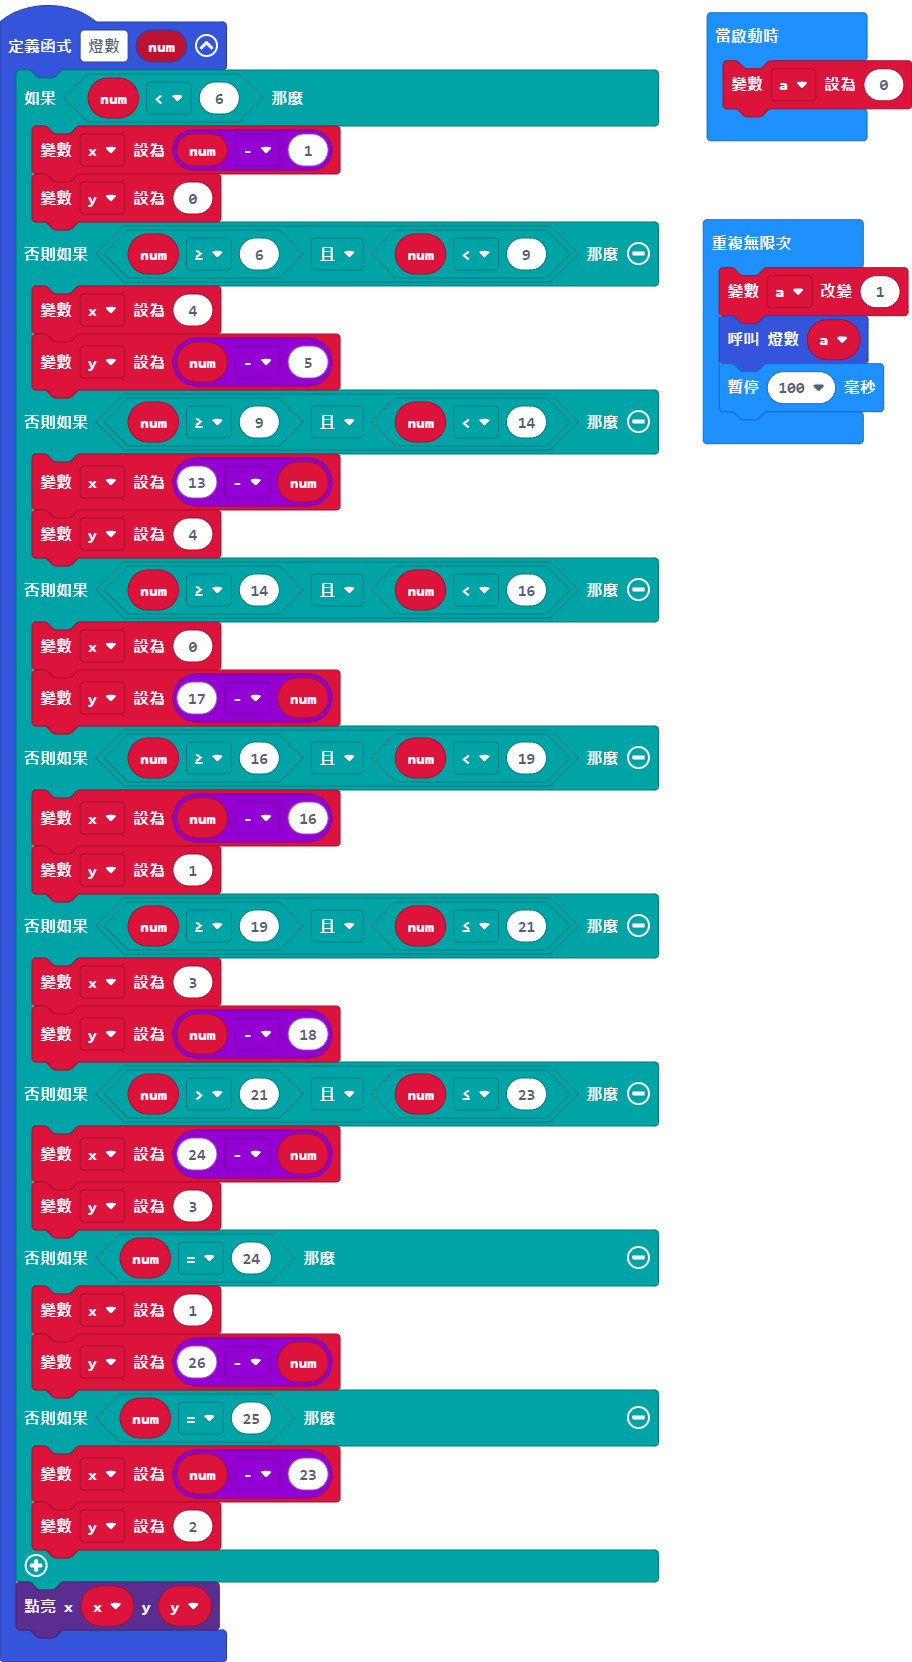 定義函式 燈數 num
如果 num < 6 那麼
變數 x 設為 num - 1
變數 y 設為 0
否則如果 num ≥ 6 且 num < 9 那麼
變數 x 設為 4
變數 y 設為 num - 5
否則如果 num ≥ 9 且 num < 14 那麼
變數 x 設為 13 - num
變數 y 設為 4
否則如果 num ≥ 14 且 num < 16 那麼
變數 x 設為 0
變數 y 設為 17 - num
否則如果 num ≥ 16 且 num < 19 那麼
變數 x 設為 num - 16
變數 y 設為 1
否則如果 num ≥ 19 且 num ≤ 21 那麼
變數 x 設為 3
變數 y 設為 num - 18
否則如果 num > 21 且 num ≤ 23 那麼
變數 x 設為 24 - num
變數 y 設為 3
否則如果 num = 24 那麼
變數 x 設為 1
變數 y 設為 26 - num
否則如果 num = 25 那麼
變數 x 設為 num - 23
變數 y 設為 2
點亮 x x y y
當啟動時
變數 a 設為 0
重複無限次
變數 a 改變 1
呼叫 燈數 a
暫停 100 毫秒